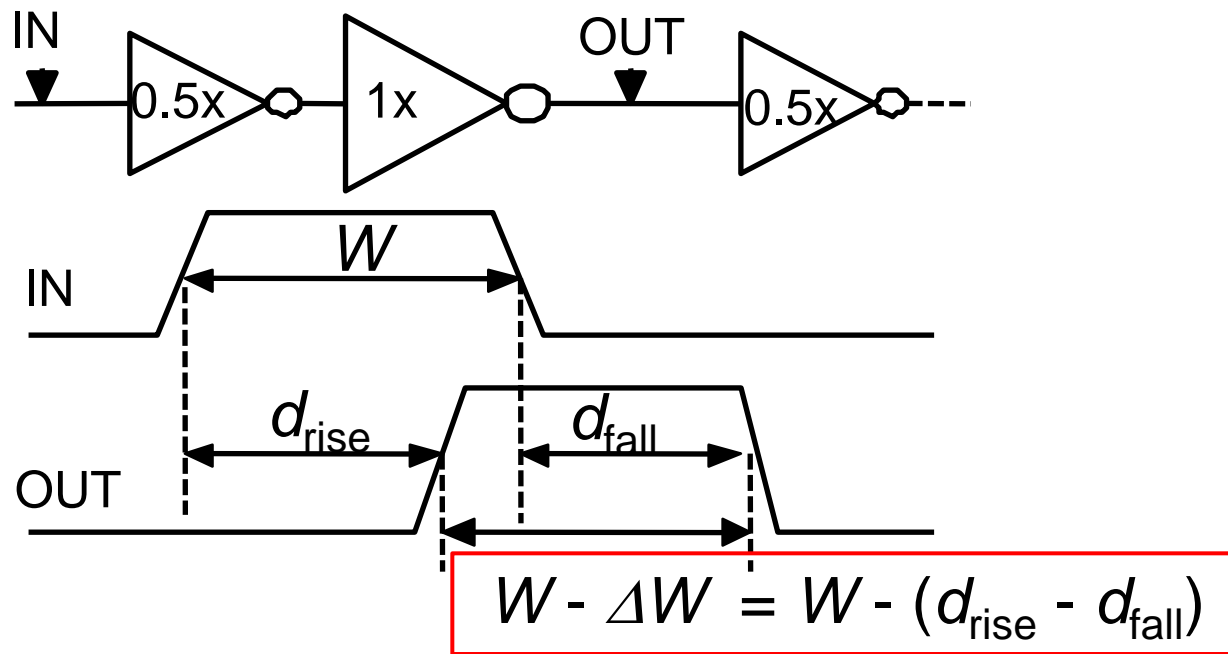 IN
OUT
0.5x
1x
0.5x
W
IN
d_rise
d_fall
OUT
W - ΔW = W - (d_rise - d_fall)